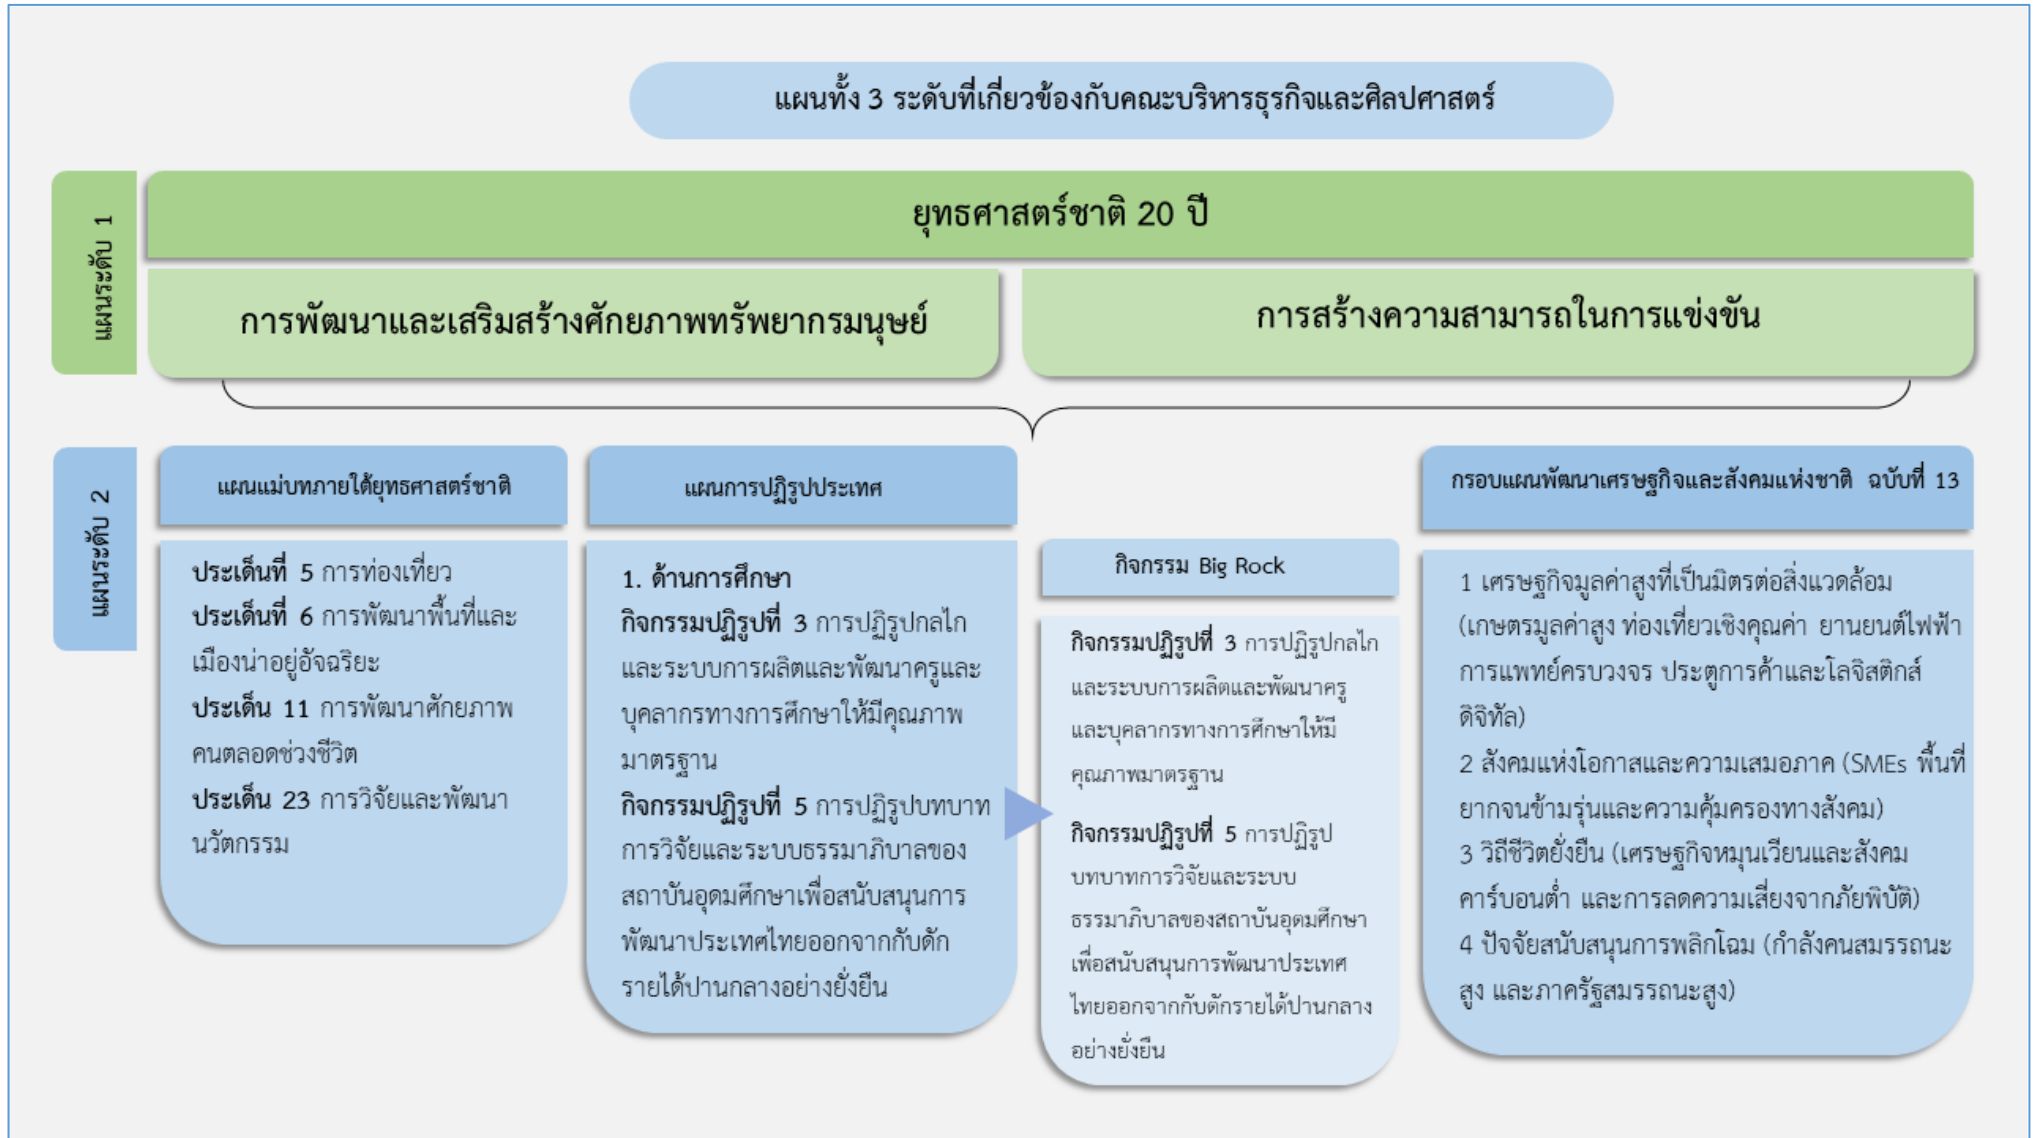 แผนทั้ง 3 ระดับที่เกี่ยวข้องกับคณะบริหารธุรกิจและศิลปศาสตร์
แผนระดับ 1
ยุทธศาสตร์ชาติ 20 ปี
การพัฒนาและเสริมสร้างศักยภาพทรัพยากรมนุษย์
การสร้างความสามารถในการแข่งขัน
แผนระดับ 2
แผนแม่บทภายใต้ยุทธศาสตร์ชาติ
ประเด็นที่ 5 การท่องเที่ยว
ประเด็นที่ 6 การพัฒนาพื้นที่และ
เมืองน่าอยู่อัจฉริยะ
ประเด็น 11 การพัฒนาศักยภาพ
คนตลอดช่วงชีวิต
ประเด็น 23 การวิจัยและพัฒนา
นวัตกรรม
แผนการปฏิรูปประเทศ
1. ด้านการศึกษา
กิจกรรมปฏิรูปที่ 3 การปฏิรูปกลไก
และระบบการผลิตและพัฒนาครูและ
บุคลากรทางการศึกษาให้มีคุณภาพ
มาตรฐาน
กิจกรรมปฏิรูปที่ 5 การปฏิรูปบทบาท
การวิจัยและระบบธรรมาภิบาลของ
สถาบันอุดมศึกษาเพื่อสนับสนุนการ
พัฒนาประเทศไทยออกจากกับดัก
รายได้ปานกลางอย่างยั่งยืน
กิจกรรม Big Rock
กิจกรรมปฏิรูปที่ 3 การปฏิรูปกลไก
และระบบการผลิตและพัฒนาครู
และบุคลากรทางการศึกษาให้มี
คุณภาพมาตรฐาน
กิจกรรมปฏิรูปที่ 5 การปฏิรูป
บทบาทการวิจัยและระบบ
ธรรมาภิบาลของสถาบันอุดมศึกษา
เพื่อสนับสนุนการพัฒนาประเทศ
ไทยออกจากกับดักรายได้ปานกลาง
อย่างยั่งยืน
กรอบแผนพัฒนาเศรษฐกิจและสังคมแห่งชาติ ฉบับที่ 13
1 เศรษฐกิจมูลค่าสูงที่เป็นมิตรต่อสิ่งแวดล้อม
(เกษตรมูลค่าสูง ท่องเที่ยวเชิงคุณค่า ยานยนต์ไฟฟ้า
การแพทย์ครบวงจร ประตูการค้าและโลจิสติกส์
ดิจิทัล)
2 สังคมแห่งโอกาสและความเสมอภาค (SMEs พื้นที่
ยากจนข้ามรุ่นและความคุ้มครองทางสังคม)
3 วิถีชีวิตยั่งยืน (เศรษฐกิจหมุนเวียนและสังคม
คาร์บอนต่ำ และการลดความเสี่ยงจากภัยพิบัติ)
4 ปัจจัยสนับสนุนการพลิกโฉม (กำลังคนสมรรถนะ
สูง และภาครัฐสมรรถนะสูง)